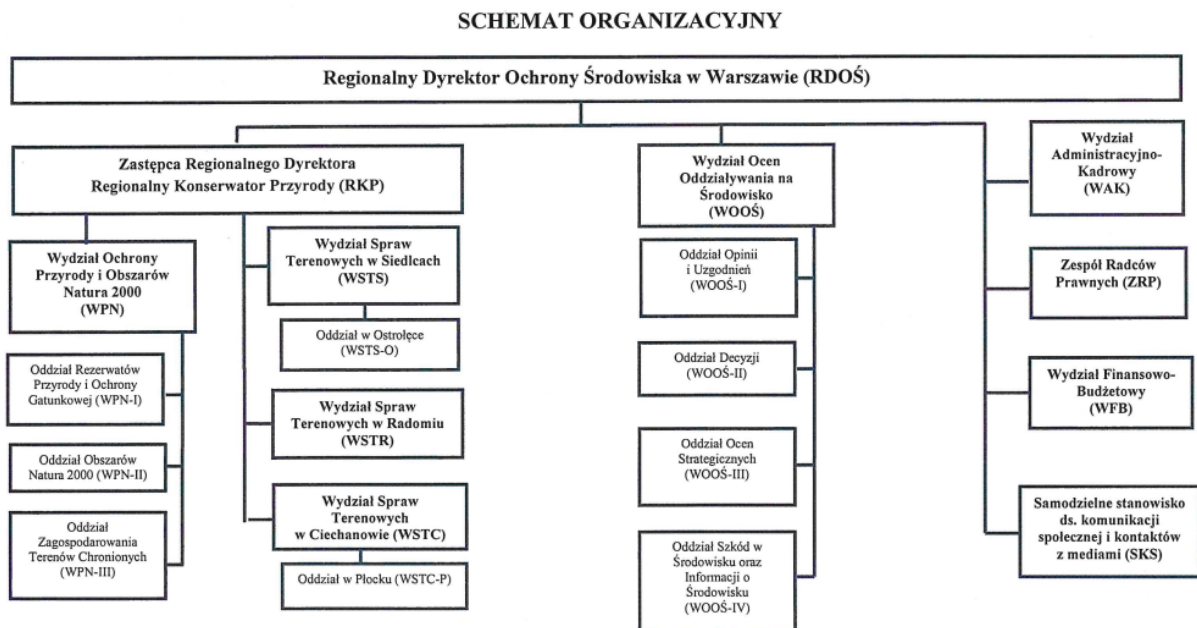 SCHEMAT ORGANIZACYJNY
Regionalny Dyrektor Ochrony Środowiska w Warszawie (RDOŚ)
Zastępca Regionalnego Dyrektora
Regionalny Konserwator Przyrody (RKP)
Wydział Ochrony
Przyrody i Obszarów
Natura 2000
(WPN)
Oddział Rezerwatów
Przyrody i Ochrony
Gatunkowej (WPN-I)
Oddział Obszarów
Natura 2000 (WPN-II)
Oddział
Zagospodarowania
Terenów Chronionych
(WPN-III)
Wydział Spraw
Terenowych w Siedlcach
(WSTS)
Oddział w Ostrołęce
(WSTS-O)
Wydział Spraw
Terenowych w Radomiu
(WSTR)
Wydział Spraw
Terenowych
w Ciechanowie (WSTC)
Oddział w Płocku (WSTC-P)
Wydział Ocen
Oddziaływania na
Środowisko
(WOOŚ)
Oddział Opinii
i Uzgodnień
(WOOŚ-I)
Oddział Decyzji
(WOOŚ-II)
Oddział Ocen
Strategicznych
(WOOŚ-III)
Oddział Szkód w
Środowisku oraz
Informacji o
Środowisku
(WOOŚ-IV)
Wydział
Administracyjno-
Kadrowy
(WAK)
Zespół Radców
Prawnych (ZRP)
Wydział Finansowo-
Budżetowy
(WFB)
Samodzielne stanowisko
ds. komunikacji
społecznej i kontaktów
z mediami (SKS)